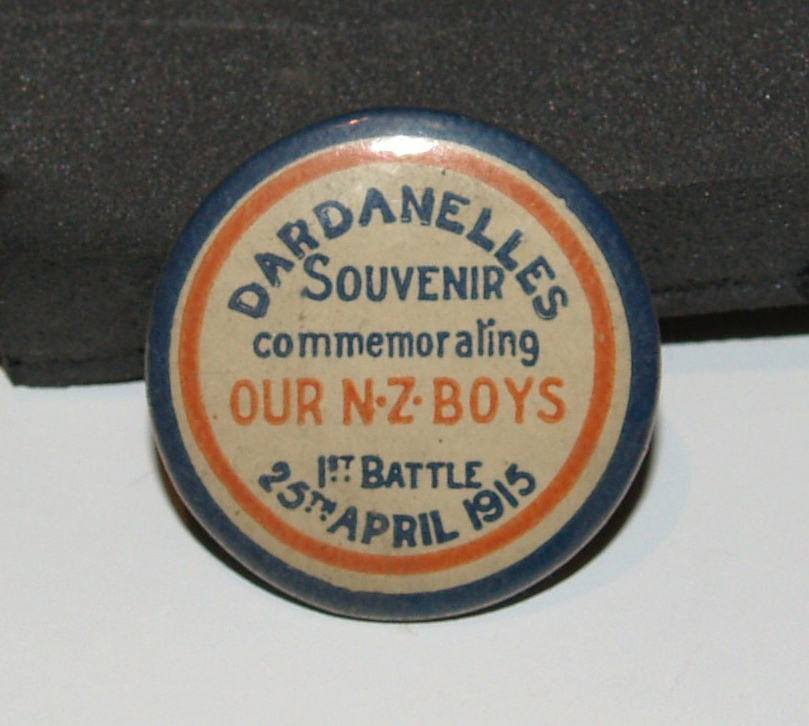 DARDANELLES
SOUVENIR
commemorating
OUR N·Z· BOYS
1ST BATTLE
25TH APRIL 1915